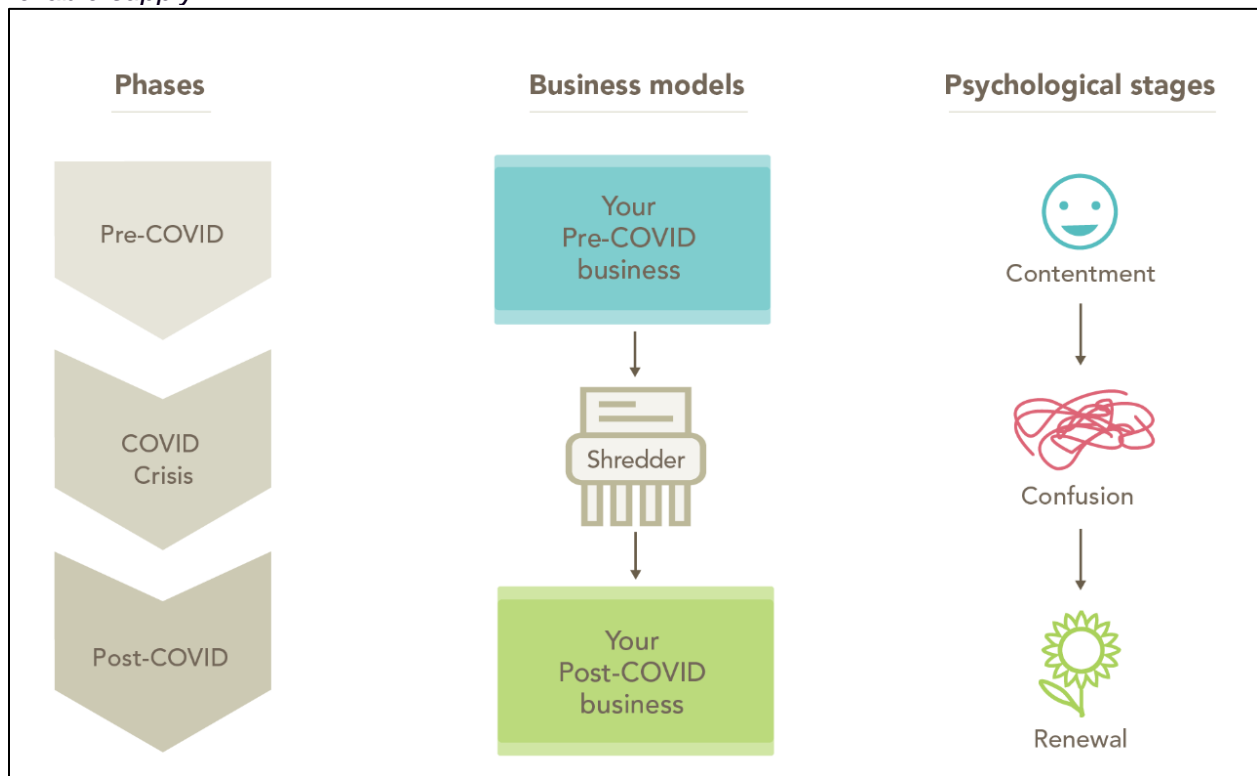 Phases
Business models
Psychological stages
Pre-COVID
Your
Pre-COVID
business
Contentment
COVID
Crisis
Shredder
Confusion
Post-COVID
Your
Post-COVID
business
Renewal